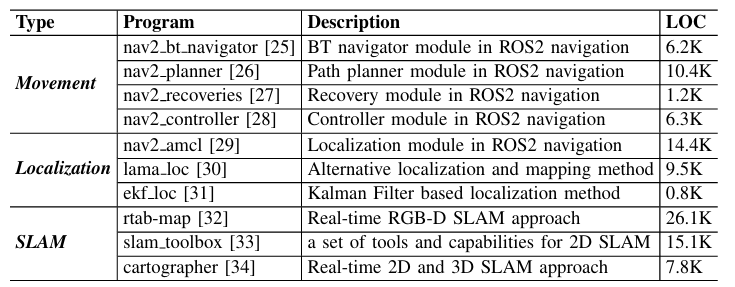 Type Program Description LOC
Movement nav2_bt_navigator [25] BT navigator module in ROS2 navigation 6.2K
nav2_planner [26] Path planner module in ROS2 navigation 10.4K
nav2_recoveries [27] Recovery module in ROS2 navigation 1.2K
nav2_controller [28] Controller module in ROS2 navigation 6.3K
Localization nav2_amcl [29] Localization module in ROS2 navigation 14.4K
lama_loc [30] Alternative localization and mapping method 9.5K
ekf_loc [31] Kalman Filter based localization method 0.8K
SLAM rtab-map [32] Real-time RGB-D SLAM approach 26.1K
slam_toolbox [33] a set of tools and capabilities for 2D SLAM 15.1K
cartographer [34] Real-time 2D and 3D SLAM approach 7.8K